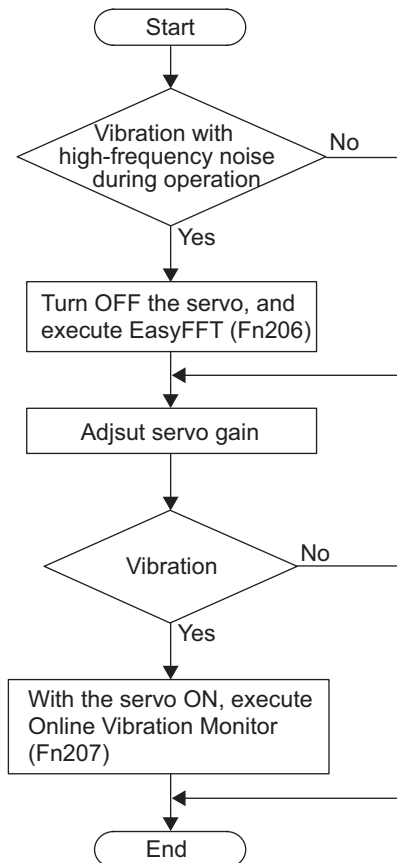 Start
Vibration with
high-frequency noise
during operation
No
Yes
Turn OFF the servo, and
execute EasyFFT (Fn206)
Adjsut servo gain
Vibration
No
Yes
With the servo ON, execute
Online Vibration Monitor
(Fn207)
End